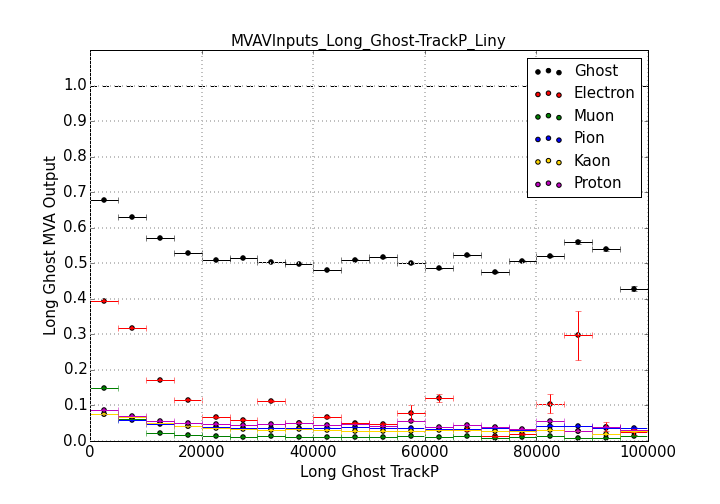 MVAVInputs_Long_Ghost-TrackP_Liny
Long Ghost MVA Output
1.0
0.9
0.8
0.7
0.6
0.5
0.4
0.3
0.2
0.1
0.0
Ghost
Electron
Muon
Pion
Kaon
Proton
0 20000 40000 60000 80000 100000
Long Ghost TrackP